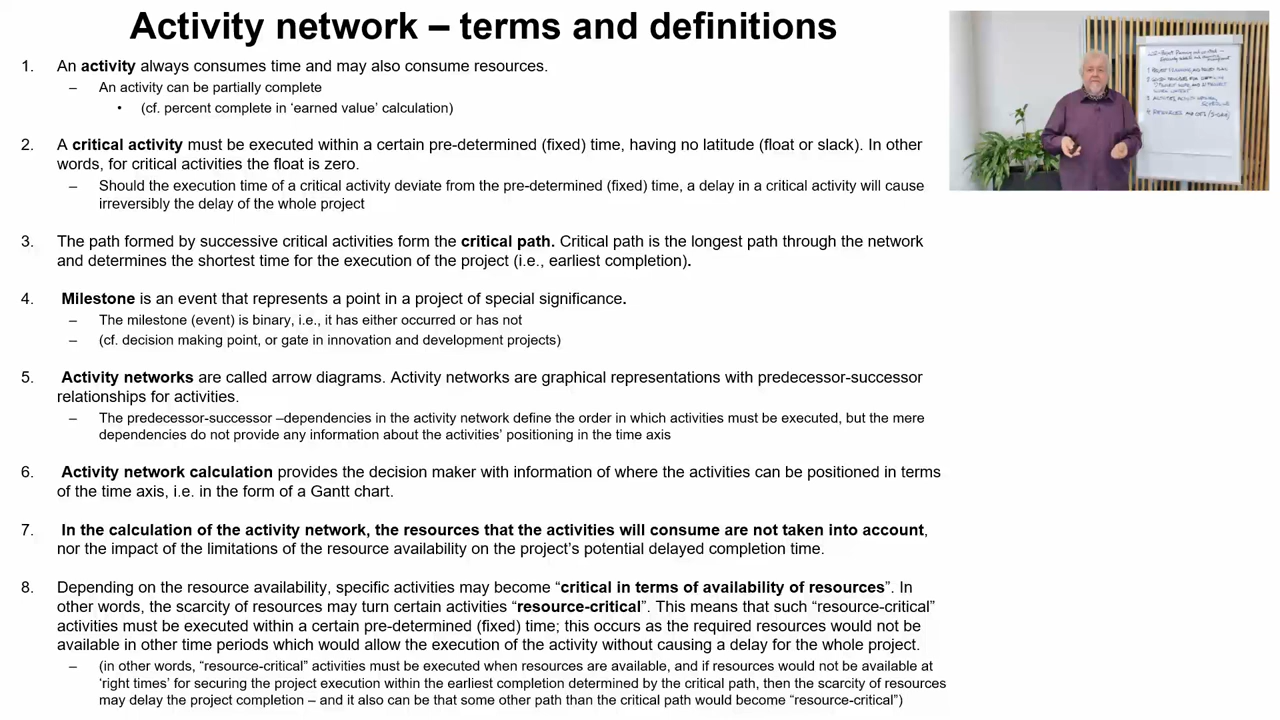 Activity network – terms and definitions
1. An activity always consumes time and may also consume resources.
– An activity can be partially complete
• (cf. percent complete in ‘earned value’ calculation)
2. A critical activity must be executed within a certain pre-determined (fixed) time, having no latitude (float or slack). In other
words, for critical activities the float is zero.
– Should the execution time of a critical activity deviate from the pre-determined (fixed) time, a delay in a critical activity will cause
irreversibly the delay of the whole project
3. The path formed by successive critical activities form the critical path. Critical path is the longest path through the network
and determines the shortest time for the execution of the project (i.e., earliest completion).
4. Milestone is an event that represents a point in a project of special significance.
– The milestone (event) is binary, i.e., it has either occurred or has not
– (cf. decision making point, or gate in innovation and development projects)
5. Activity networks are called arrow diagrams. Activity networks are graphical representations with predecessor-successor
relationships for activities.
– The predecessor-successor –dependencies in the activity network define the order in which activities must be executed, but the mere
dependencies do not provide any information about the activities’ positioning in the time axis
6. Activity network calculation provides the decision maker with information of where the activities can be positioned in terms
of the time axis, i.e. in the form of a Gantt chart.
7. In the calculation of the activity network, the resources that the activities will consume are not taken into account,
nor the impact of the limitations of the resource availability on the project’s potential delayed completion time.
8. Depending on the resource availability, specific activities may become “critical in terms of availability of resources”. In
other words, the scarcity of resources may turn certain activities “resource-critical”. This means that such “resource-critical”
activities must be executed within a certain pre-determined (fixed) time; this occurs as the required resources would not be
available in other time periods which would allow the execution of the activity without causing a delay for the whole project.
– (in other words, “resource-critical” activities must be executed when resources are available, and if resources would not be available at
‘right times’ for securing the project execution within the earliest completion determined by the critical path, then the scarcity of resources
may delay the project completion – and it also can be that some other path than the critical path would become “resource-critical”)